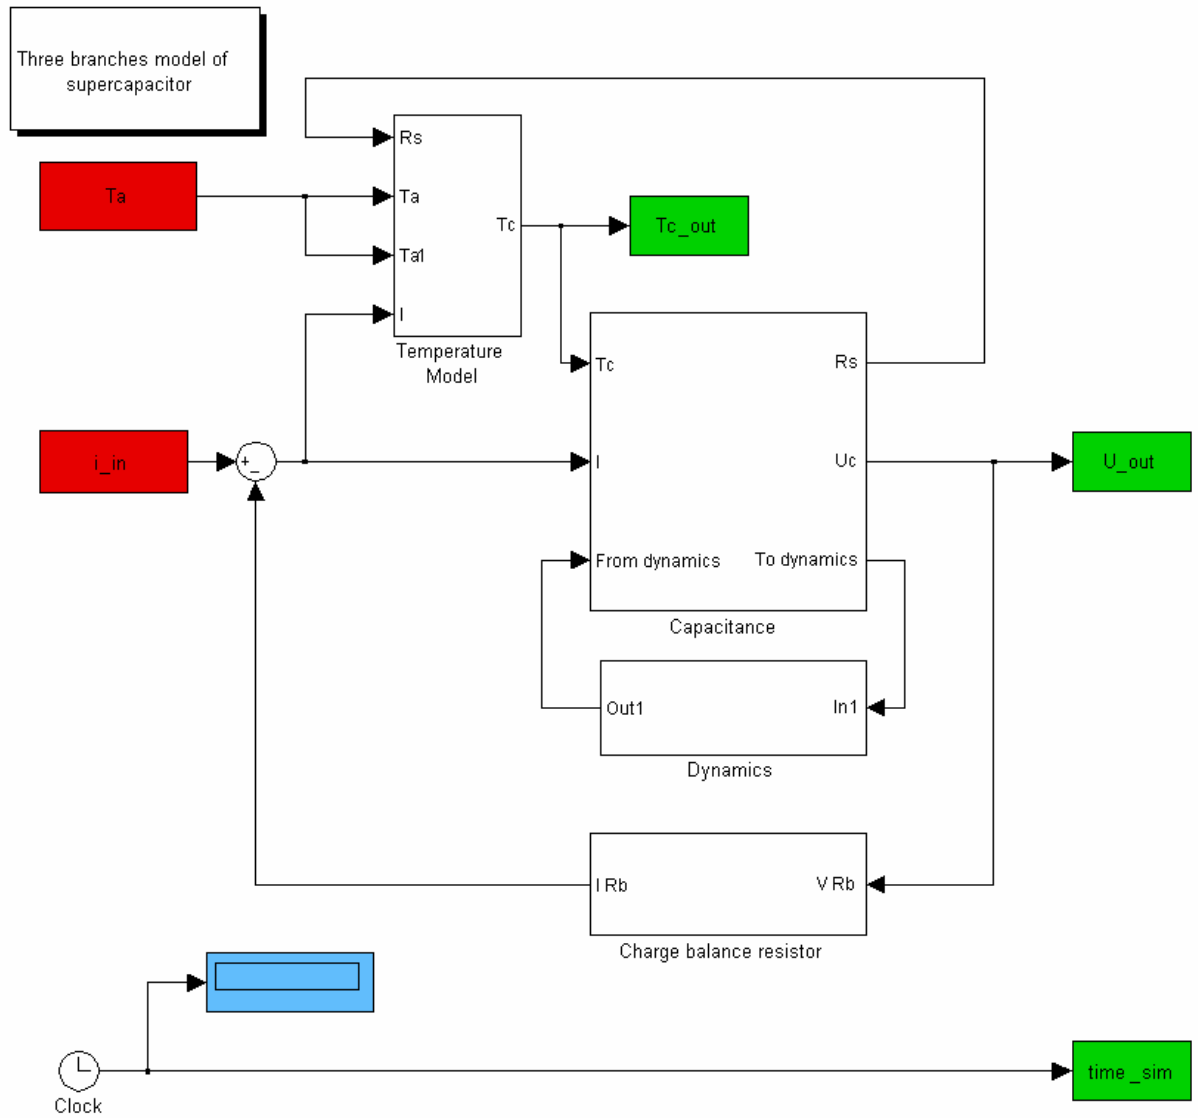 Three branches model of
supercapacitor
Rs
Ta
Ta
Tc
Tc_out
Ta1
I
Temperature
Model
Tc
Rs
i_in
+
_
I
Uc
U_out
From dynamics
To dynamics
Capacitance
Out1
In1
Dynamics
I Rb
V Rb
Charge balance resistor
time_sim
Clock